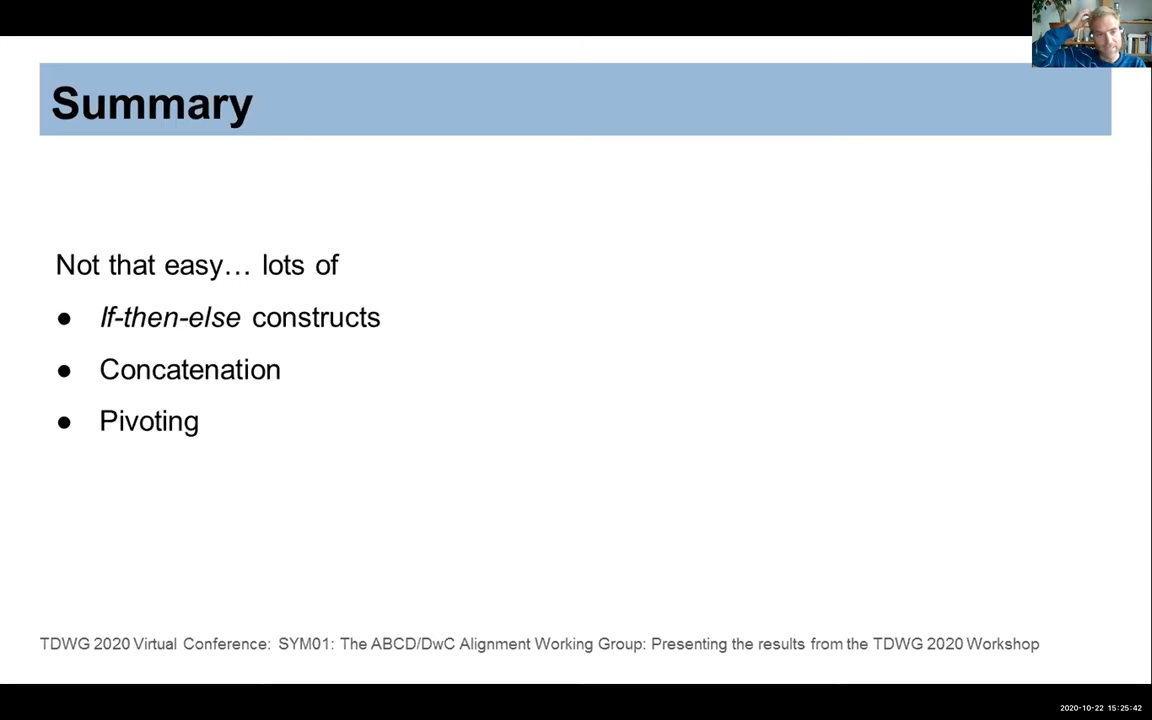 Summary
Not that easy… lots of
● If-then-else constructs
● Concatenation
● Pivoting
TDWG 2020 Virtual Conference: SYM01: The ABCD/DwC Alignment Working Group: Presenting the results from the TDWG 2020 Workshop
2020-10-22 15:25:42